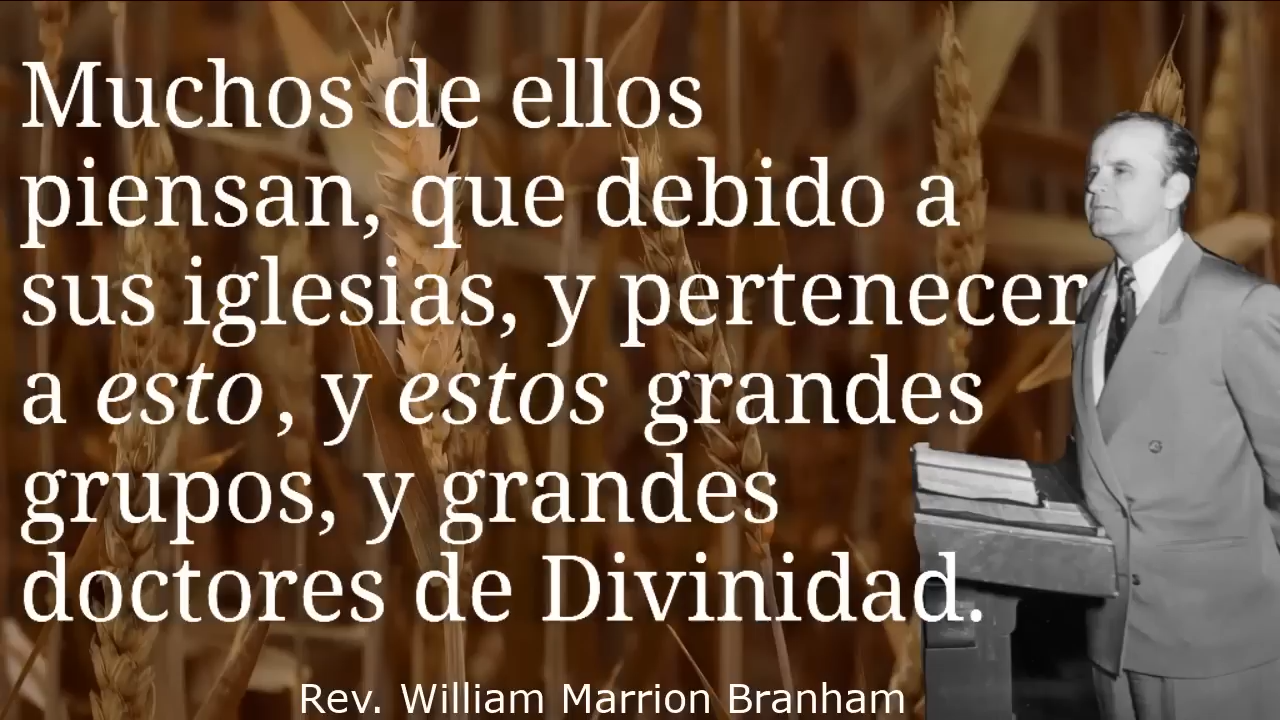 Muchos de ellos
piensan, que debido a
sus iglesias, y pertenecer
a esto, y estos grandes
grupos, y grandes
doctores de Divinidad.
Rev. William Marrion Branham